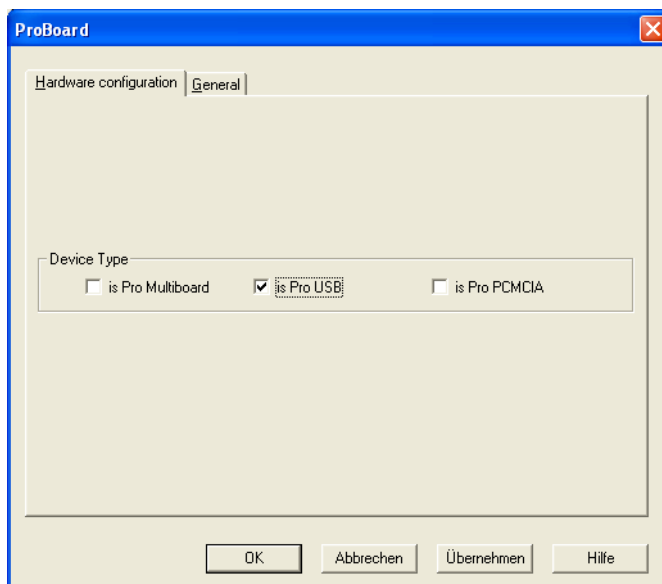 ProBoard
Hardware configuration General
Device Type
is Pro Multiboard is Pro USB is Pro PCMCIA
OK Abbrechen Übernehmen Hilfe